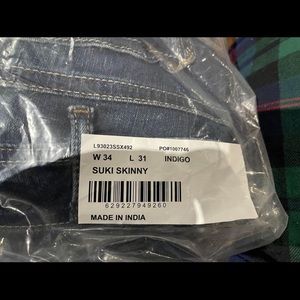 L93023SSX492 PO#1007746
W 34 L 31 INDIGO
SUKI SKINNY
629227949260
MADE IN INDIA